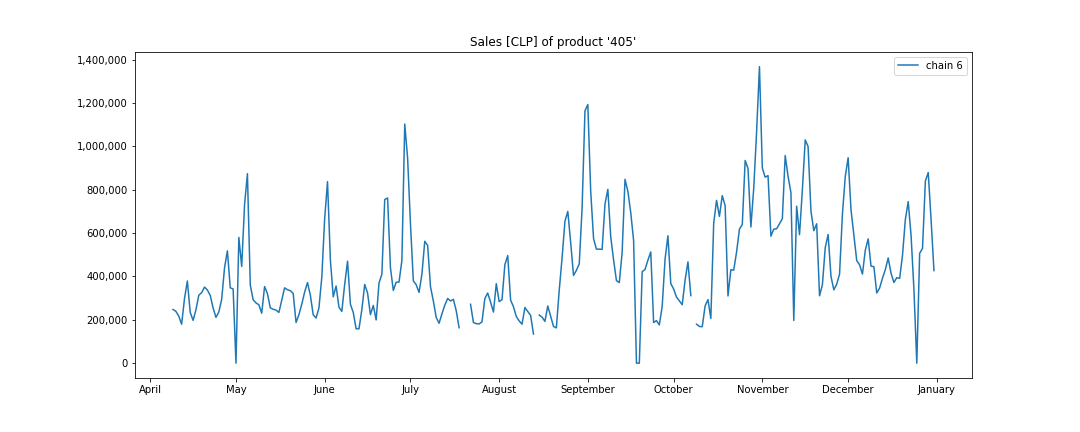 Sales [CLP] of product '405'
chain 6
1,400,000
1,200,000
1,000,000
800,000
600,000
400,000
200,000
0
April May June July August September October November December January